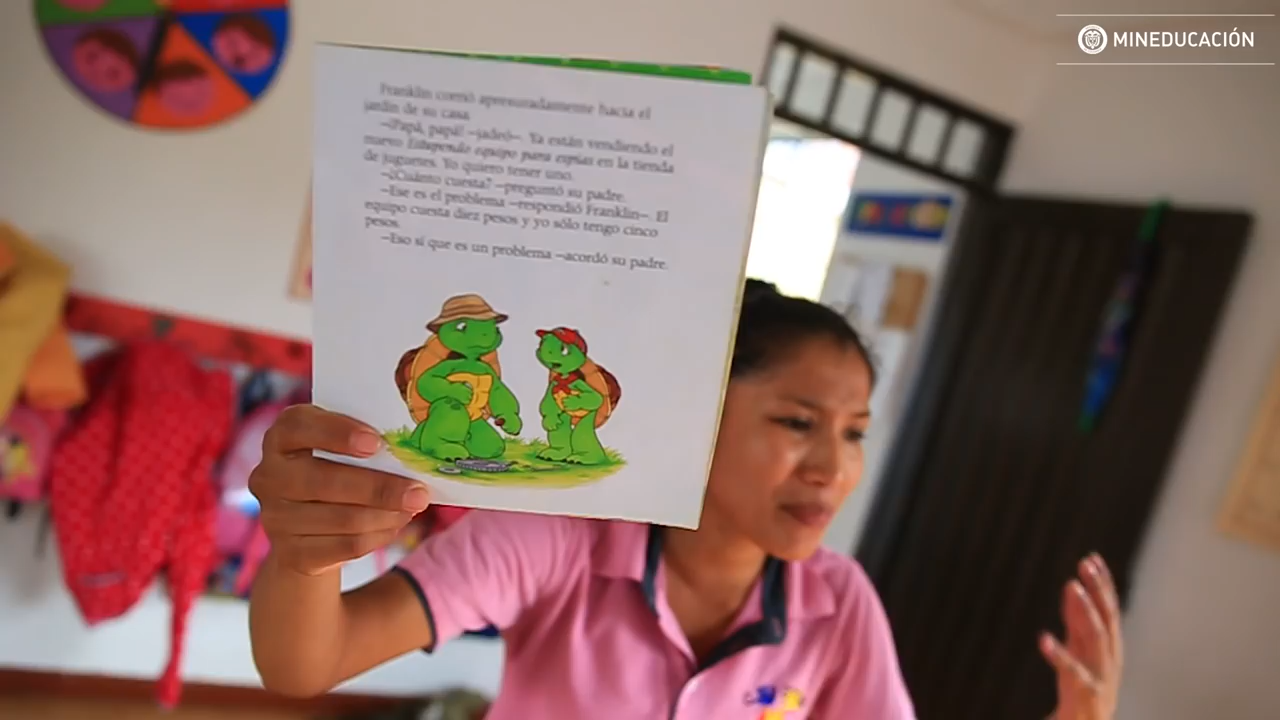 MINEDUCACIÓN
Franklin corrió apresuradamente hacia el
jardín de su casa.
—¡Papá, papá! —jadeó—. Ya están vendiendo el
nuevo Estupendo equipo para espías en la tienda
de juguetes. Yo quiero tener uno.
—¿Cuánto cuesta? —preguntó su padre.
—Ese es el problema —respondió Franklin—. El
equipo cuesta diez pesos y yo sólo tengo cinco
pesos.
—Eso sí que es un problema —acordó su padre.